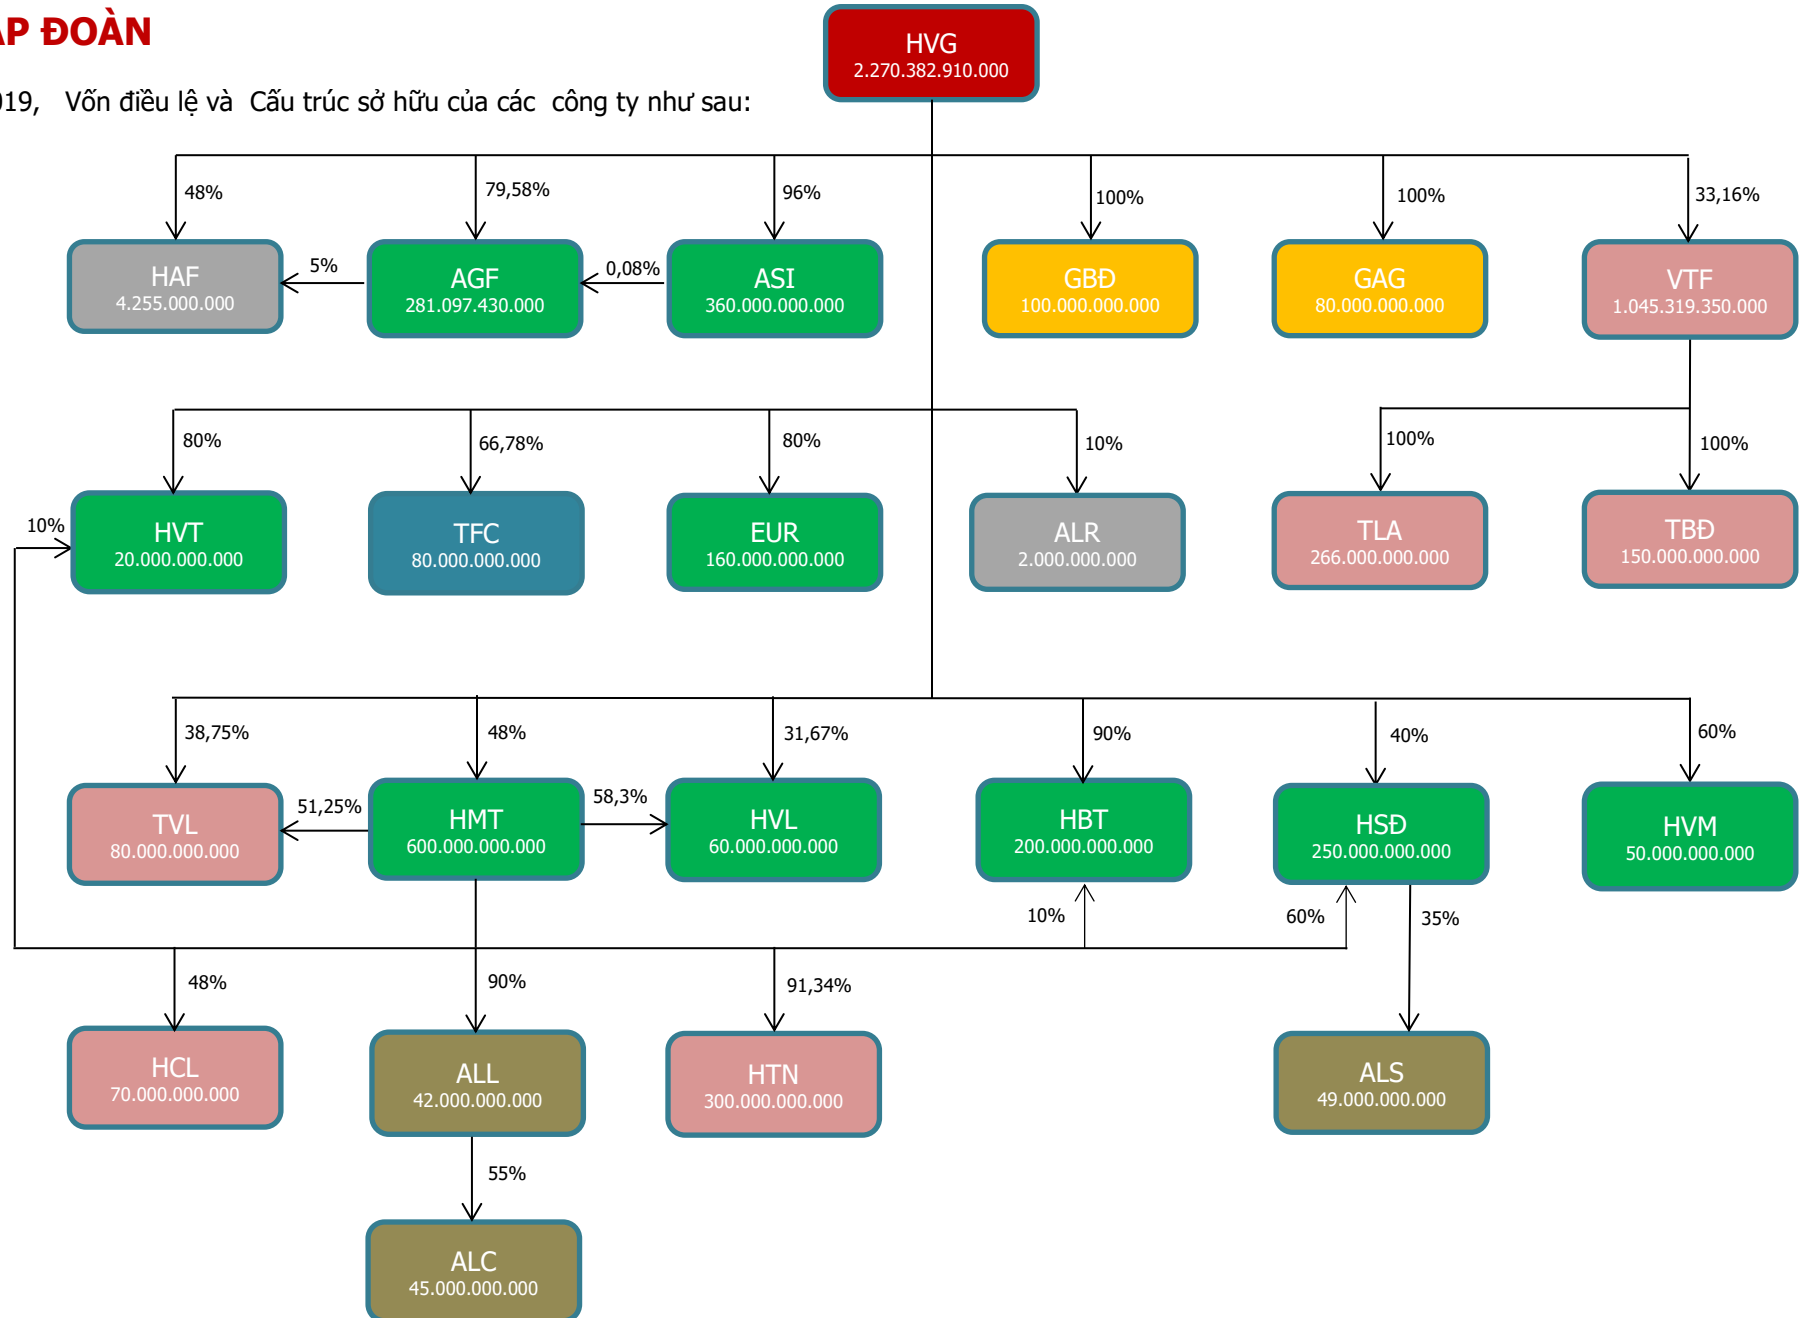 ẬP ĐOÀN
HVG
2.270.382.910.000
019, Vốn điều lệ và Cấu trúc sở hữu của các công ty như sau:
48%
79,58%
96%
100%
100%
33,16%
HAF
4.255.000.000
5%
AGF
281.097.430.000
0,08%
ASI
360.000.000.000
GBĐ
100.000.000.000
GAG
80.000.000.000
VTF
1.045.319.350.000
80%
66,78%
80%
10%
100%
100%
10%
HVT
20.000.000.000
TFC
80.000.000.000
EUR
160.000.000.000
ALR
2.000.000.000
TLA
266.000.000.000
TBĐ
150.000.000.000
38,75%
48%
31,67%
90%
40%
60%
TVL
80.000.000.000
51,25%
HMT
600.000.000.000
58,3%
HVL
60.000.000.000
HBT
200.000.000.000
HSĐ
250.000.000.000
HVM
50.000.000.000
10%
60%
35%
48%
90%
91,34%
HCL
70.000.000.000
ALL
42.000.000.000
HTN
300.000.000.000
ALS
49.000.000.000
55%
ALC
45.000.000.000